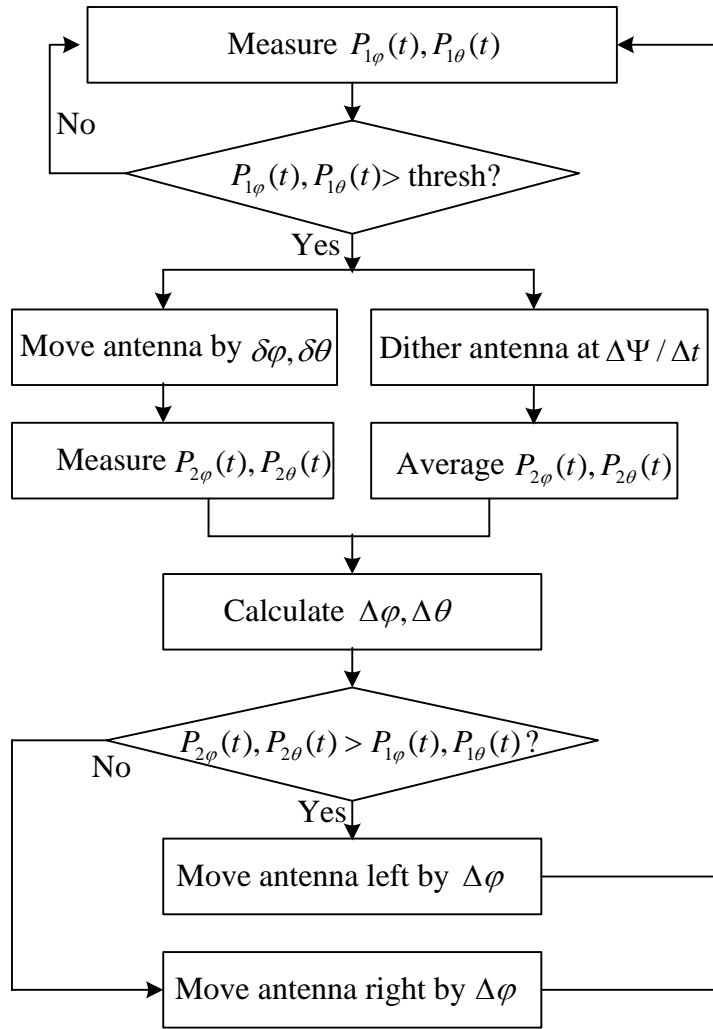 Measure P₁φ(t), P₁θ(t)
No
P₁φ(t), P₁θ(t) > thresh?
Yes
Move antenna by δφ, δθ
Dither antenna at ΔΨ / Δt
Measure P₂φ(t), P₂θ(t)
Average P₂φ(t), P₂θ(t)
Calculate Δφ, Δθ
P₂φ(t), P₂θ(t) > P₁φ(t), P₁θ(t) ?
No
Yes
Move antenna left by Δφ
Move antenna right by Δφ